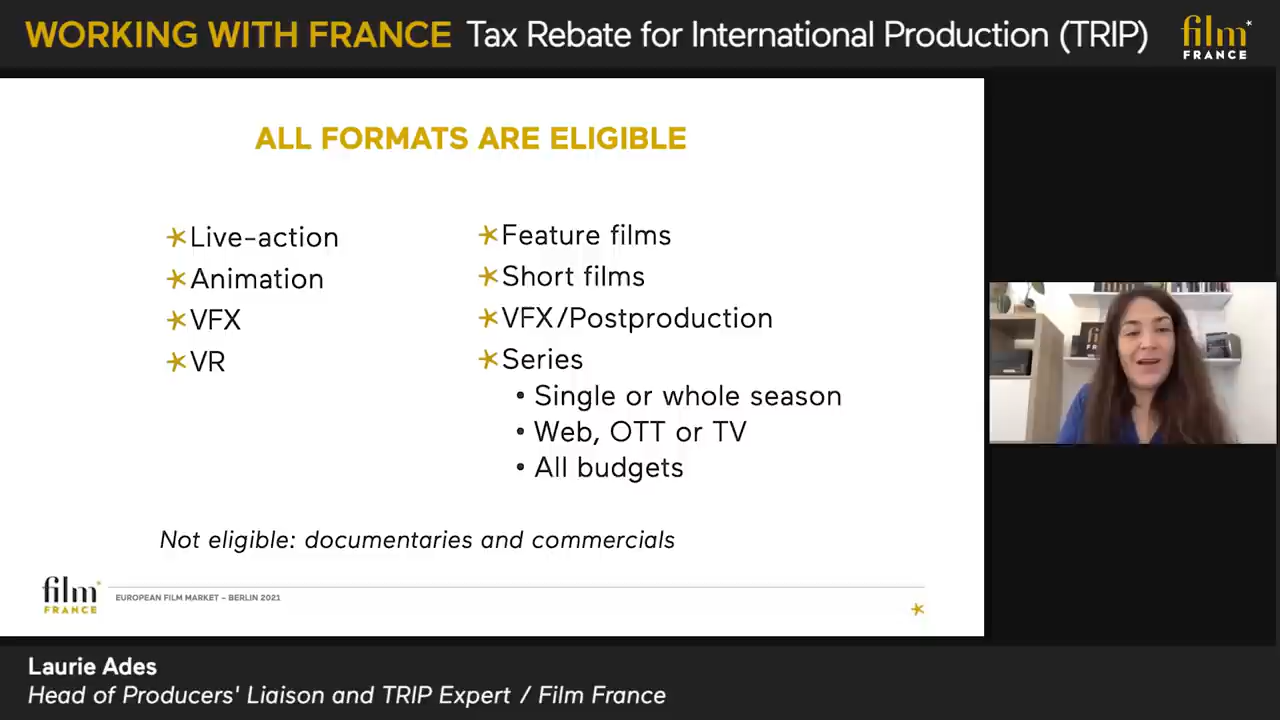 WORKING WITH FRANCE Tax Rebate for International Production (TRIP)
film
FRANCE
ALL FORMATS ARE ELIGIBLE
Live-action
Animation
VFX
VR
Feature films
Short films
VFX/Postproduction
Series
• Single or whole season
• Web, OTT or TV
• All budgets
Not eligible: documentaries and commercials
film
FRANCE
EUROPEAN FILM MARKET – BERLIN 2021
Laurie Ades
Head of Producers' Liaison and TRIP Expert / Film France